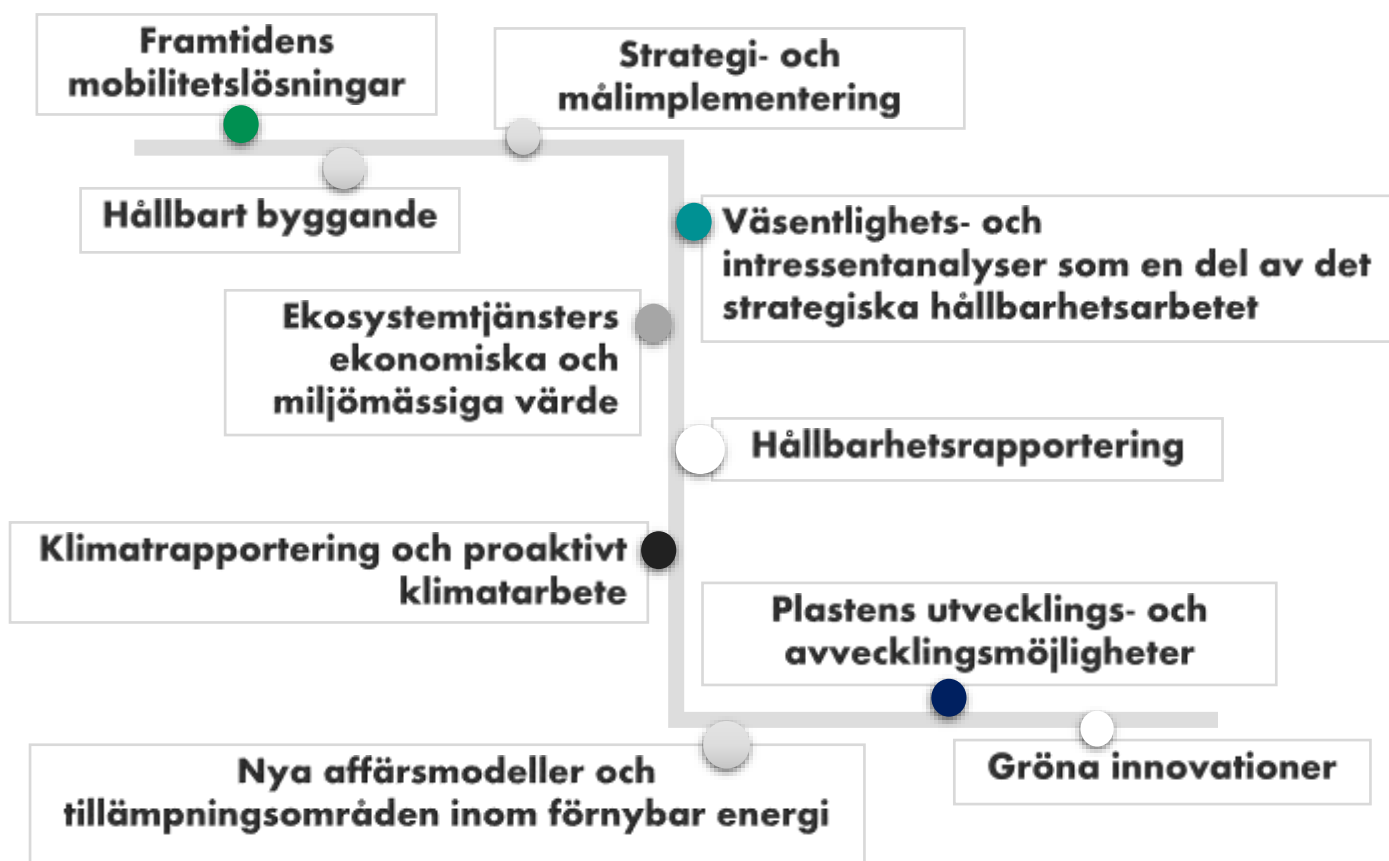 Framtidens
mobilitetslösningar
Strategi- och
målimplementering
Hållbart byggande
Väsentlighets- och
intressentanalyser som en del av det
strategiska hållbarhetsarbetet
Ekosystemtjänsters
ekonomiska och
miljömässiga värde
Hållbarhetsrapportering
Klimatrapportering och proaktivt
klimatarbete
Plastens utvecklings- och
avvecklingsmöjligheter
Nya affärsmodeller och
tillämpningsområden inom förnybar energi
Gröna innovationer